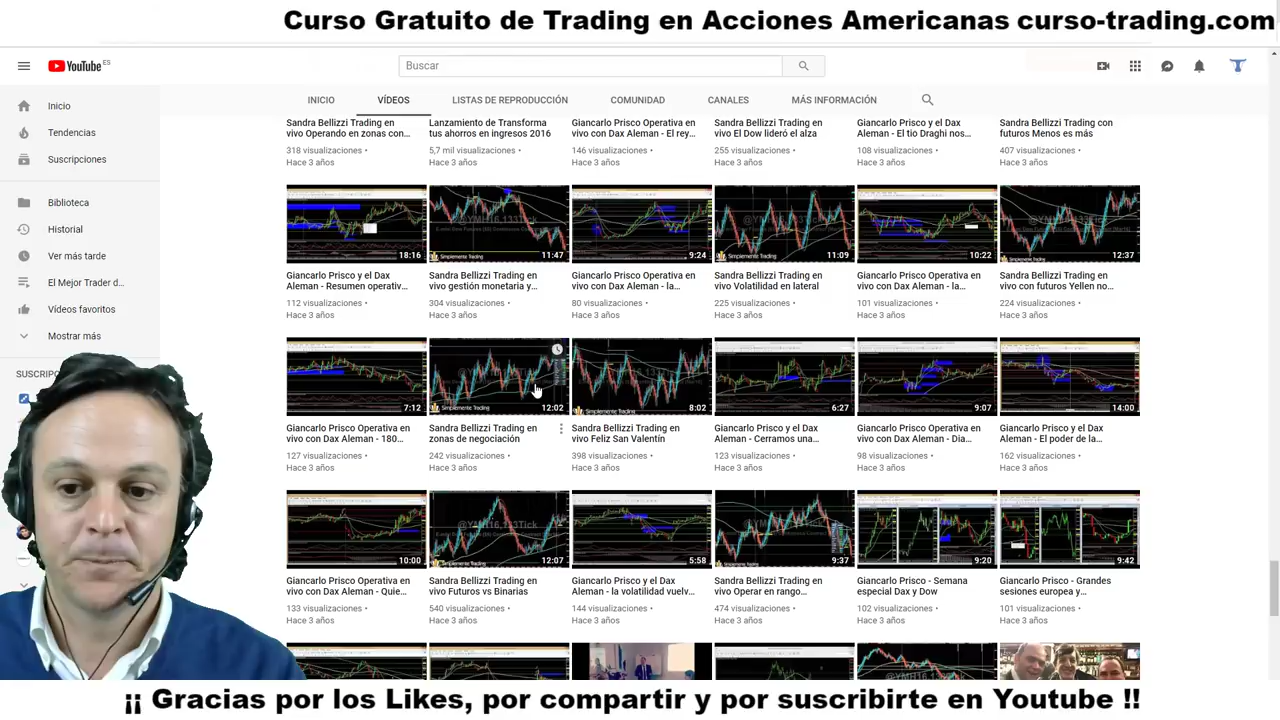 Curso Gratuito de Trading en Acciones Americanas curso-trading.com
YouTube ES
Buscar
INICIO VÍDEOS LISTAS DE REPRODUCCIÓN COMUNIDAD CANALES MÁS INFORMACIÓN
Inicio
Tendencias
Suscripciones
Biblioteca
Historial
Ver más tarde
El Mejor Trader d...
Vídeos favoritos
Mostrar más
SUSCRIPC
Sandra Bellizzi Trading en
vivo Operando en zonas con...
318 visualizaciones •
Hace 3 años
Lanzamiento de Transforma
tus ahorros en ingresos 2016
5,7 mil visualizaciones •
Hace 3 años
Giancarlo Prisco Operativa en
vivo con Dax Aleman - El rey...
146 visualizaciones •
Hace 3 años
Sandra Bellizzi Trading en
vivo El Dow lideró el alza
255 visualizaciones •
Hace 3 años
Giancarlo Prisco y el Dax
Aleman - El tio Draghi nos...
108 visualizaciones •
Hace 3 años
Sandra Bellizzi Trading con
futuros Menos es más
407 visualizaciones •
Hace 3 años
18:16
Giancarlo Prisco y el Dax
Aleman - Resumen operativ...
112 visualizaciones •
Hace 3 años
11:47
Sandra Bellizzi Trading en
vivo gestión monetaria y...
304 visualizaciones •
Hace 3 años
9:24
Giancarlo Prisco Operativa en
vivo con Dax Aleman - la...
80 visualizaciones •
Hace 3 años
Simplemente Trading
11:09
Sandra Bellizzi Trading en
vivo Volatilidad en lateral
225 visualizaciones •
Hace 3 años
10:22
Giancarlo Prisco Operativa en
vivo con Dax Aleman - la...
101 visualizaciones •
Hace 3 años
Simplemente Trading
12:37
Sandra Bellizzi Trading en
vivo con futuros Yellen no...
224 visualizaciones •
Hace 3 años
7:12
Giancarlo Prisco Operativa en
vivo con Dax Aleman - 180...
127 visualizaciones •
Hace 3 años
Simplemente Trading
12:02
Sandra Bellizzi Trading en
zonas de negociación
242 visualizaciones •
Hace 3 años
Simplemente Trading
8:02
Sandra Bellizzi Trading en
vivo Feliz San Valentín
398 visualizaciones •
Hace 3 años
6:27
Giancarlo Prisco y el Dax
Aleman - Cerramos una...
123 visualizaciones •
Hace 3 años
9:07
Giancarlo Prisco Operativa en
vivo con Dax Aleman - Dia...
98 visualizaciones •
Hace 3 años
14:00
Giancarlo Prisco y el Dax
Aleman - El poder de la...
162 visualizaciones •
Hace 3 años
10:00
Giancarlo Prisco Operativa en
vivo con Dax Aleman - Quie...
133 visualizaciones •
Hace 3 años
@YMH16,133Tick
Simplemente Trading
12:07
Sandra Bellizzi Trading en
vivo Futuros vs Binarias
540 visualizaciones •
Hace 3 años
5:58
Giancarlo Prisco y el Dax
Aleman - la volatilidad vuelv...
144 visualizaciones •
Hace 3 años
Simplemente Trading
9:37
Sandra Bellizzi Trading en
vivo Operar en rango...
474 visualizaciones •
Hace 3 años
9:20
Giancarlo Prisco - Semana
especial Dax y Dow
102 visualizaciones •
Hace 3 años
9:42
Giancarlo Prisco - Grandes
sesiones europea y...
101 visualizaciones •
Hace 3 años
¡¡ Gracias por los Likes, por compartir y por suscribirte en Youtube !!